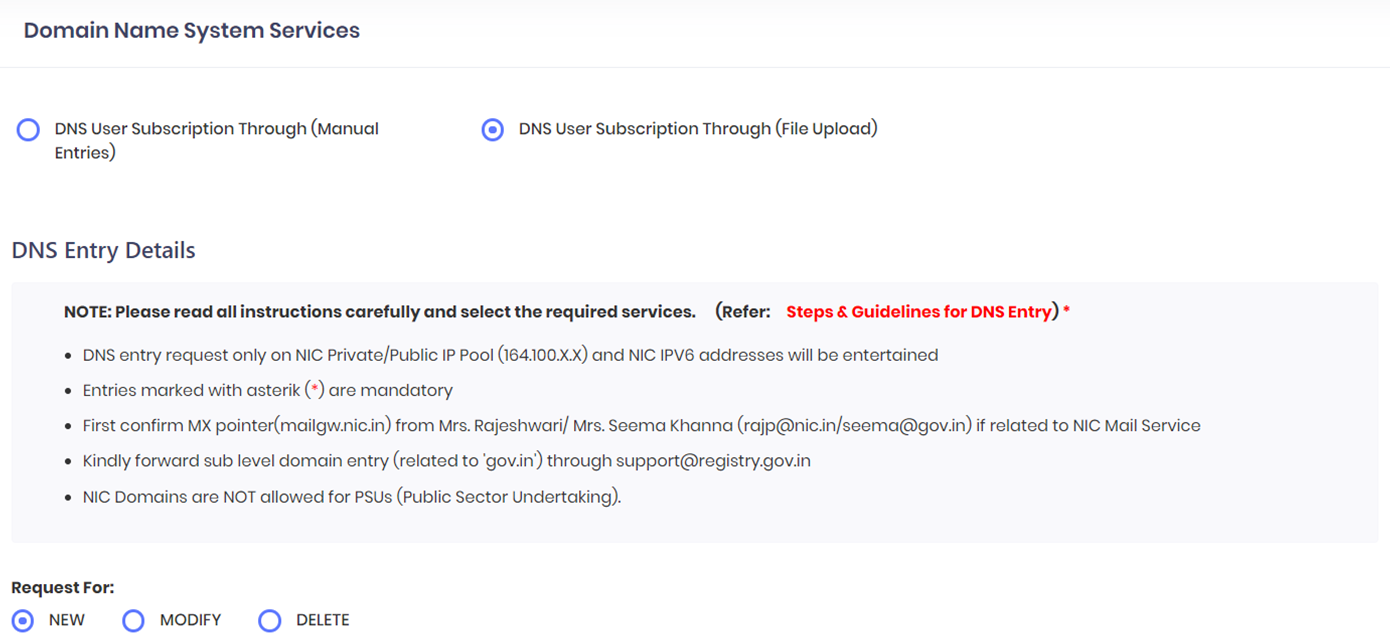 Domain Name System Services
DNS User Subscription Through (Manual
Entries)
DNS User Subscription Through (File Upload)
DNS Entry Details
NOTE: Please read all instructions carefully and select the required services. (Refer: Steps & Guidelines for DNS Entry) *
• DNS entry request only on NIC Private/Public IP Pool (164.100.X.X) and NIC IPV6 addresses will be entertained
• Entries marked with asterik (*) are mandatory
• First confirm MX pointer(mailgw.nic.in) from Mrs. Rajeshwari/ Mrs. Seema Khanna (rajp@nic.in/seema@gov.in) if related to NIC Mail Service
• Kindly forward sub level domain entry (related to 'gov.in') through support@registry.gov.in
• NIC Domains are NOT allowed for PSUs (Public Sector Undertaking).
Request For:
NEW MODIFY DELETE